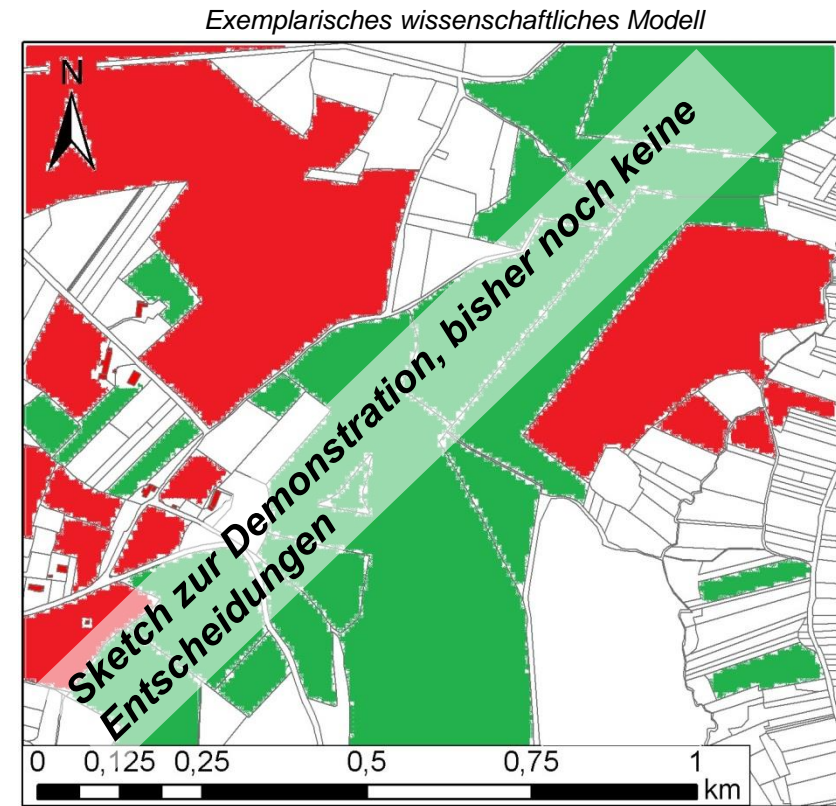 Exemplarisches wissenschaftliches Modell
N
Sketch zur Demonstration, bisher noch keine
Entscheidungen
0 0,125 0,25 0,5 0,75 1
km